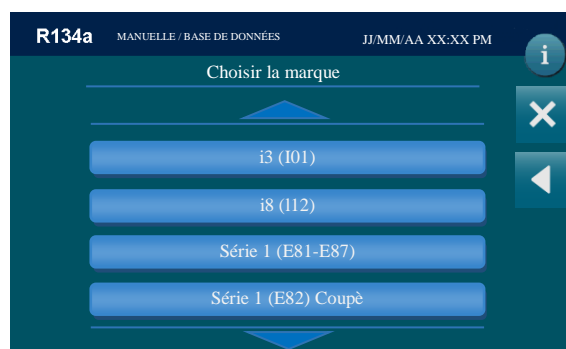 R134a MANUELLE / BASE DE DONNÉES JJ/MM/AA XX:XX PM
i
Choisir la marque
i3 (I01)
i8 (l12)
Série 1 (E81-E87)
Série 1 (E82) Coupè